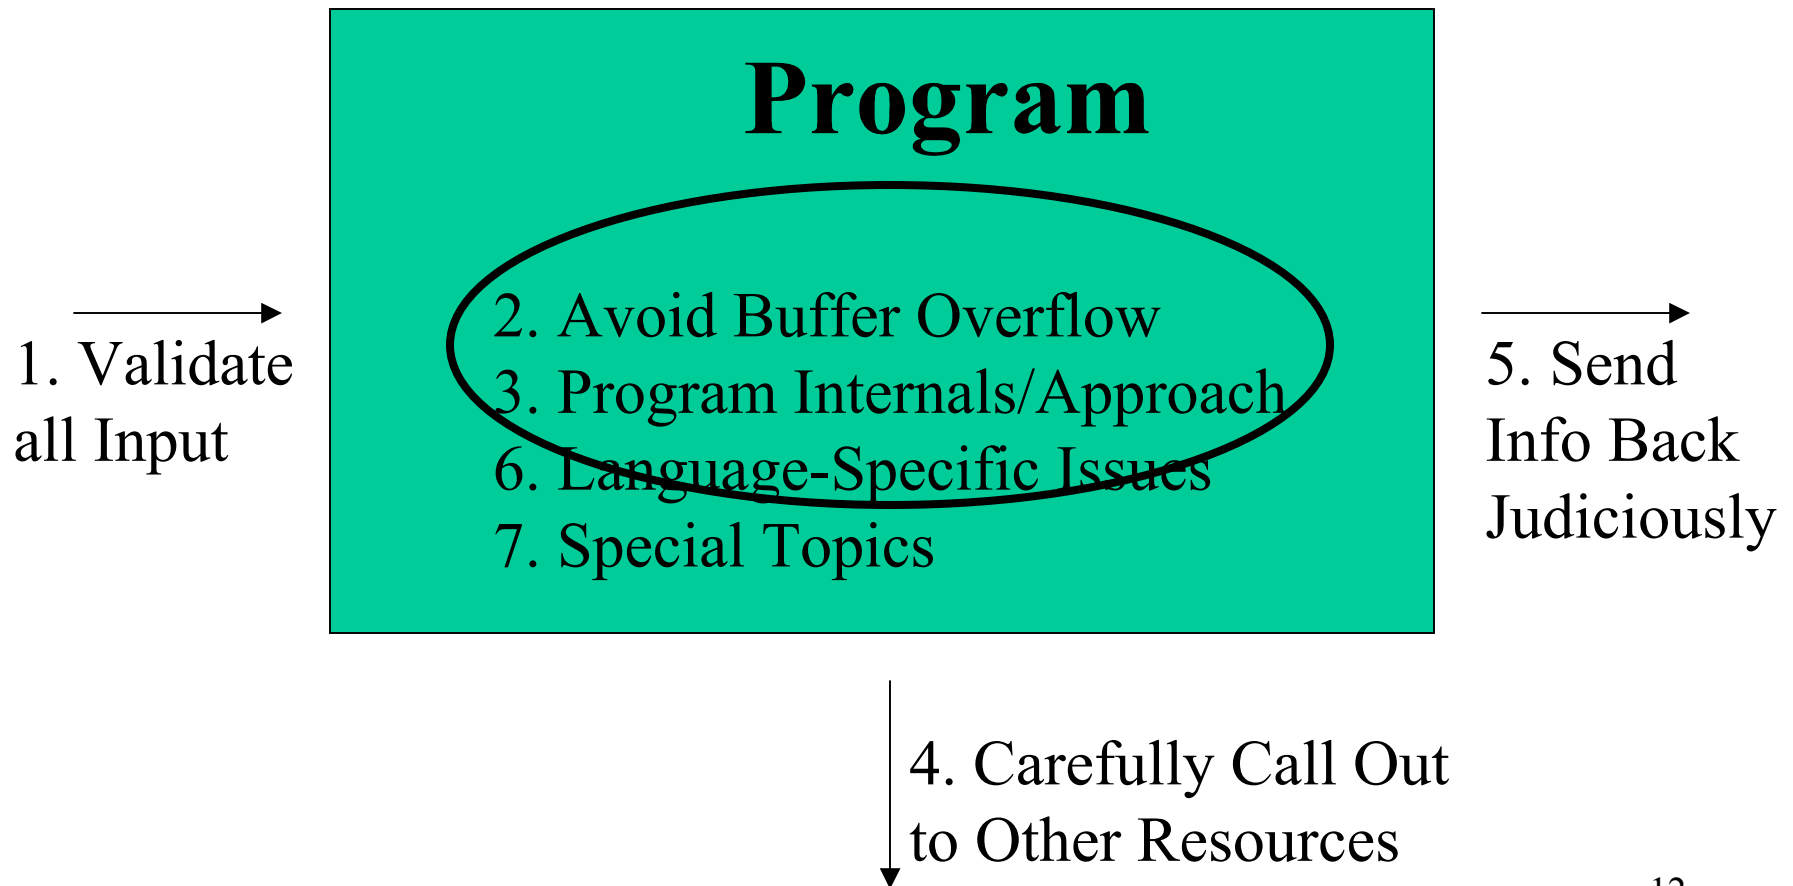 Program
1. Validate
all Input
2. Avoid Buffer Overflow
3. Program Internals/Approach
6. Language-Specific Issues
7. Special Topics
5. Send
Info Back
Judiciously
4. Carefully Call Out
to Other Resources